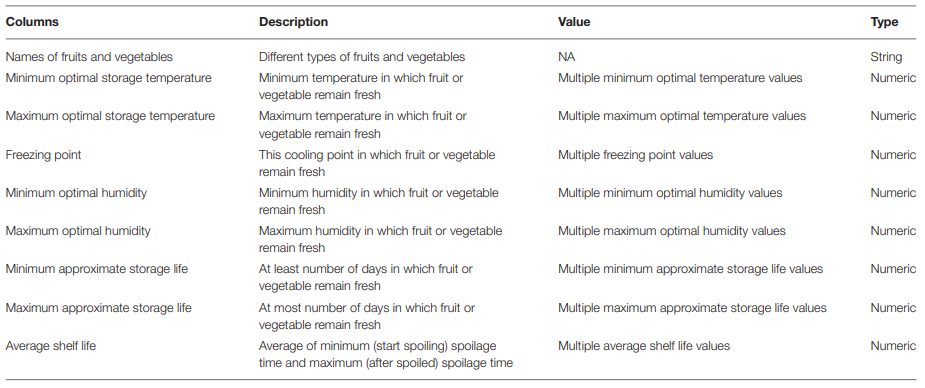 Columns Description Value Type
Names of fruits and vegetables Different types of fruits and vegetables NA String
Minimum optimal storage temperature Minimum temperature in which fruit or vegetable remain fresh Multiple minimum optimal temperature values Numeric
Maximum optimal storage temperature Maximum temperature in which fruit or vegetable remain fresh Multiple maximum optimal temperature values Numeric
Freezing point This cooling point in which fruit or vegetable remain fresh Multiple freezing point values Numeric
Minimum optimal humidity Minimum humidity in which fruit or vegetable remain fresh Multiple minimum optimal humidity values Numeric
Maximum optimal humidity Maximum humidity in which fruit or vegetable remain fresh Multiple maximum optimal humidity values Numeric
Minimum approximate storage life At least number of days in which fruit or vegetable remain fresh Multiple minimum approximate storage life values Numeric
Maximum approximate storage life At most number of days in which fruit or vegetable remain fresh Multiple maximum approximate storage life values Numeric
Average shelf life Average of minimum (start spoiling) spoilage time and maximum (after spoiled) spoilage time Multiple average shelf life values Numeric